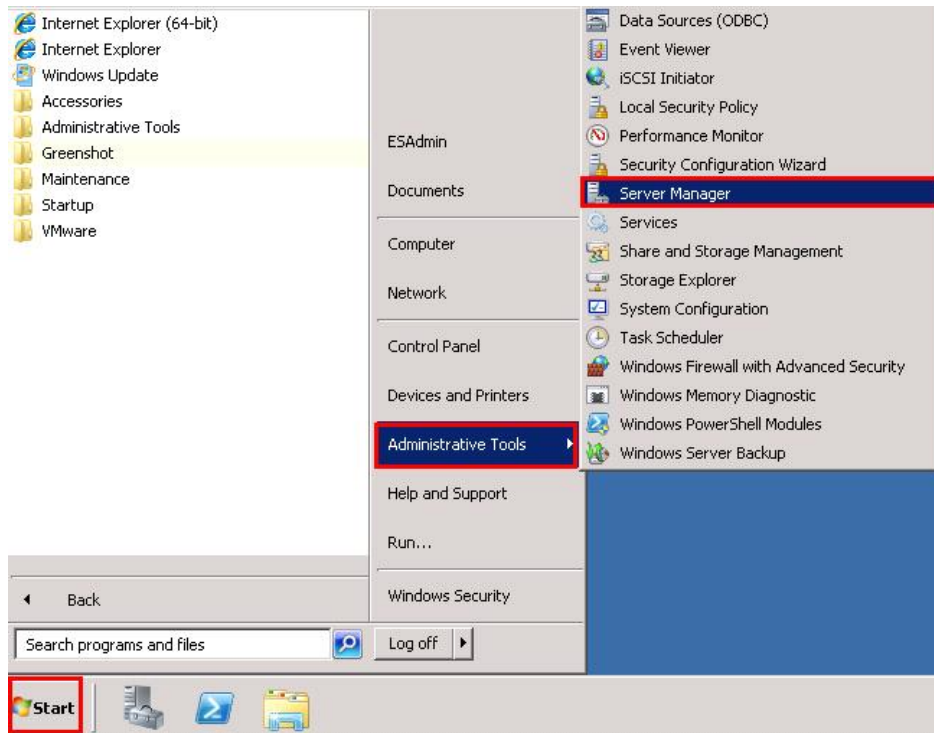 Internet Explorer (64-bit)
Internet Explorer
Windows Update
Accessories
Administrative Tools
Greenshot
Maintenance
Startup
VMware
Back
Search programs and files
ESAdmin
Documents
Computer
Network
Control Panel
Devices and Printers
Administrative Tools
Help and Support
Run...
Windows Security
Log off
Data Sources (ODBC)
Event Viewer
iSCSI Initiator
Local Security Policy
Performance Monitor
Security Configuration Wizard
Server Manager
Services
Share and Storage Management
Storage Explorer
System Configuration
Task Scheduler
Windows Firewall with Advanced Security
Windows Memory Diagnostic
Windows PowerShell Modules
Windows Server Backup
Start